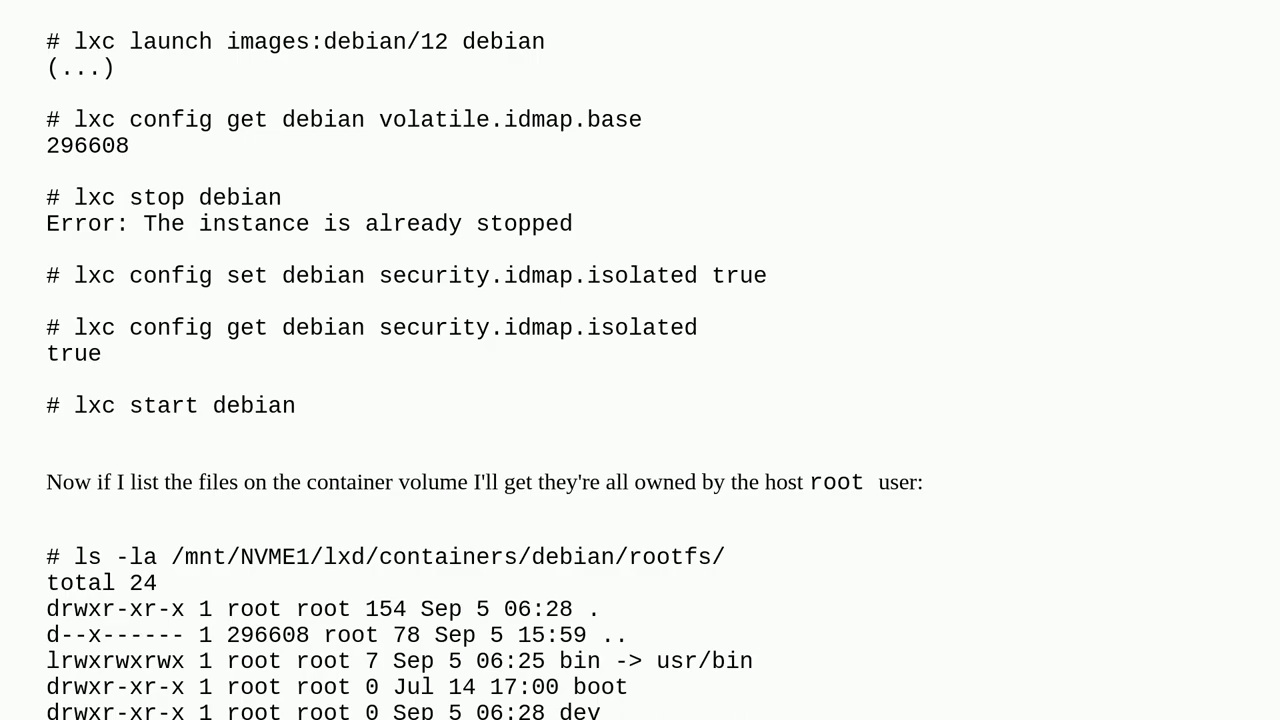 # lxc launch images:debian/12 debian
(...)
# lxc config get debian volatile.idmap.base
296608
# lxc stop debian
Error: The instance is already stopped
# lxc config set debian security.idmap.isolated true
# lxc config get debian security.idmap.isolated
true
# lxc start debian
Now if I list the files on the container volume I'll get they're all owned by the host root user:
# ls -la /mnt/NVME1/lxd/containers/debian/rootfs/
total 24
drwxr-xr-x 1 root root 154 Sep 5 06:28 .
d--x------ 1 296608 root 78 Sep 5 15:59 ..
lrwxrwxrwx 1 root root 7 Sep 5 06:25 bin -> usr/bin
drwxr-xr-x 1 root root 0 Jul 14 17:00 boot
drwxr-xr-x 1 root root 0 Sep 5 06:28 dev